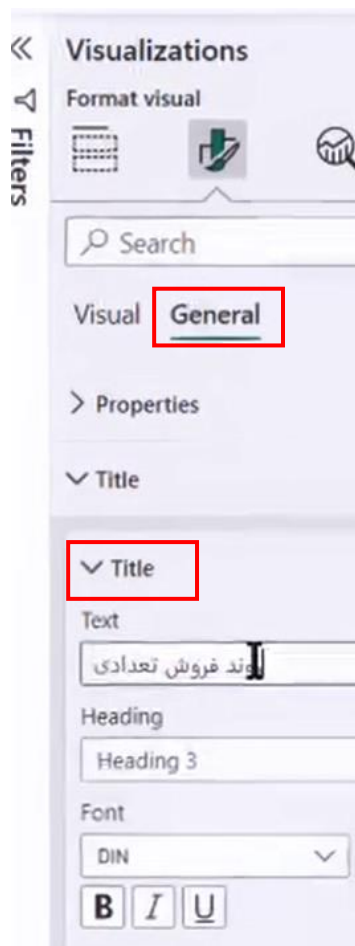 Visualizations
Format visual
Filters
Search
Visual General
Properties
Title
Title
Text
فروش تعدادی
Heading
Heading 3
Font
DIN
B I U